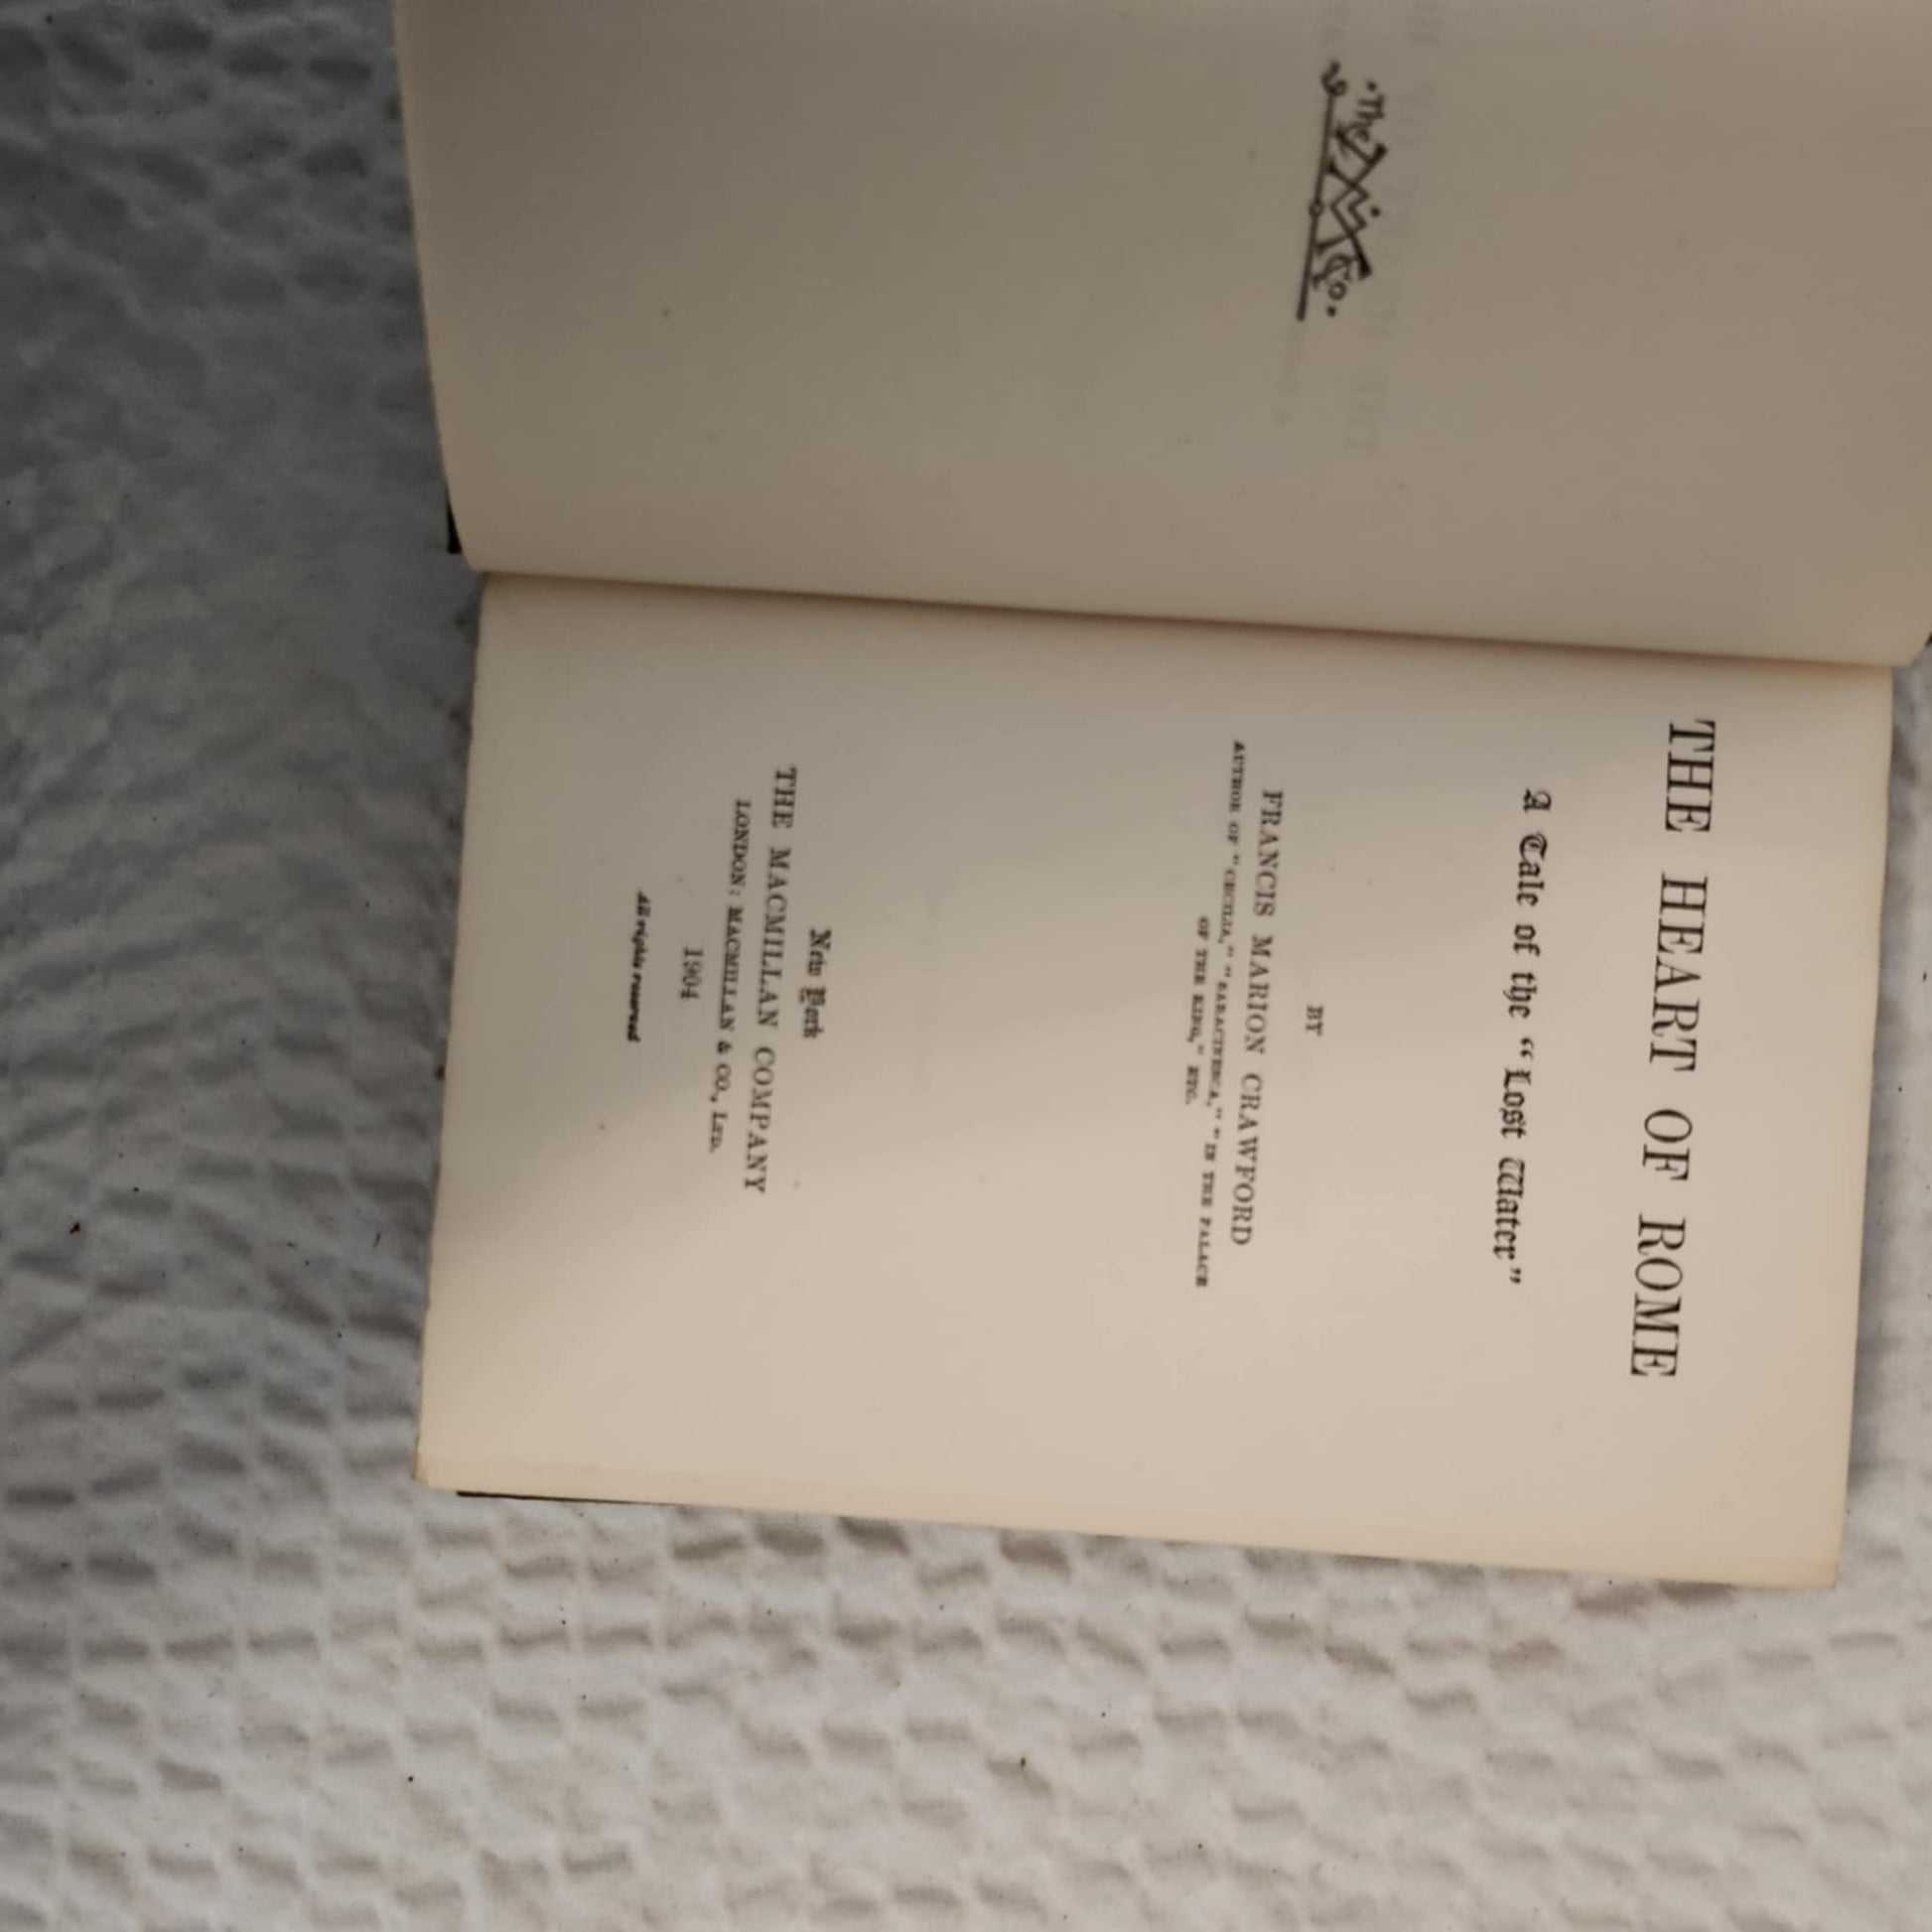 The MM Co.
THE HEART OF ROME
A Tale of the "Lost Water"
BY
FRANCIS MARION CRAWFORD
AUTHOR OF "CECILIA," "SARACINESCA," "IN THE PALACE
OF THE KING," ETC.
New York
THE MACMILLAN COMPANY
LONDON: MACMILLAN & CO., LTD.
1904
All rights reserved